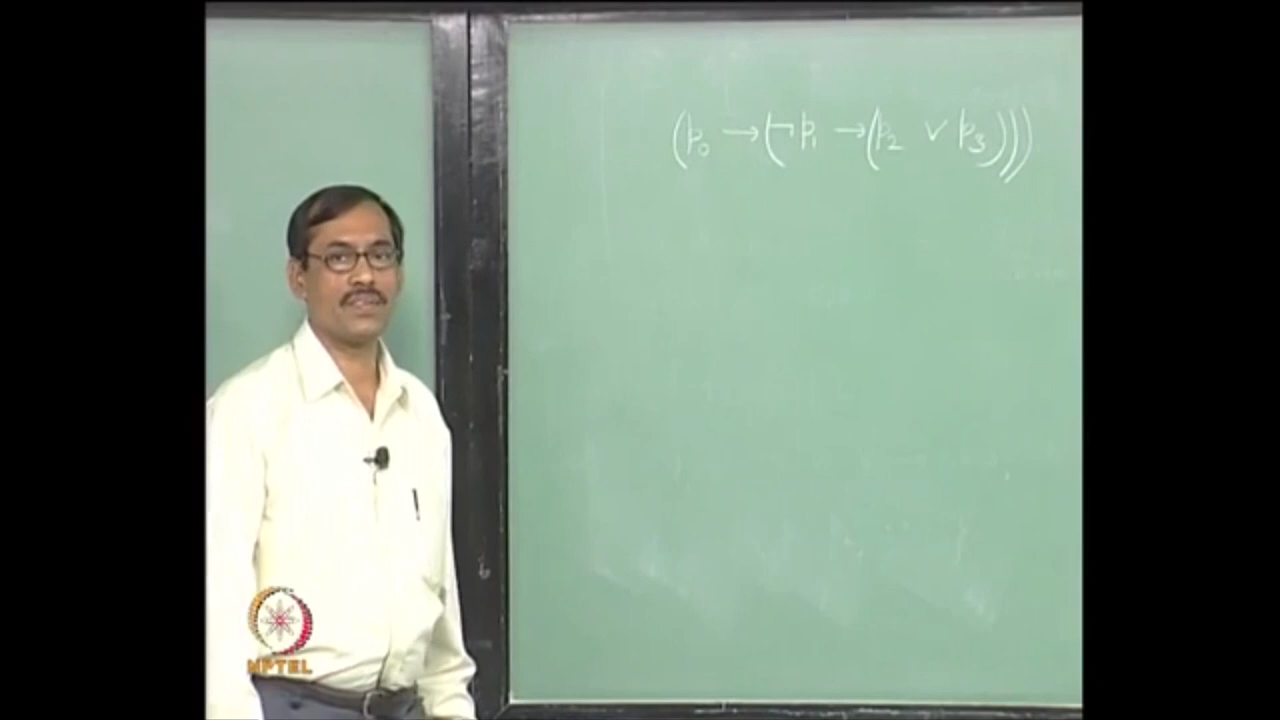 (p₀ → (¬p₁ → (p₂ ∨ p₃)))
NPTEL